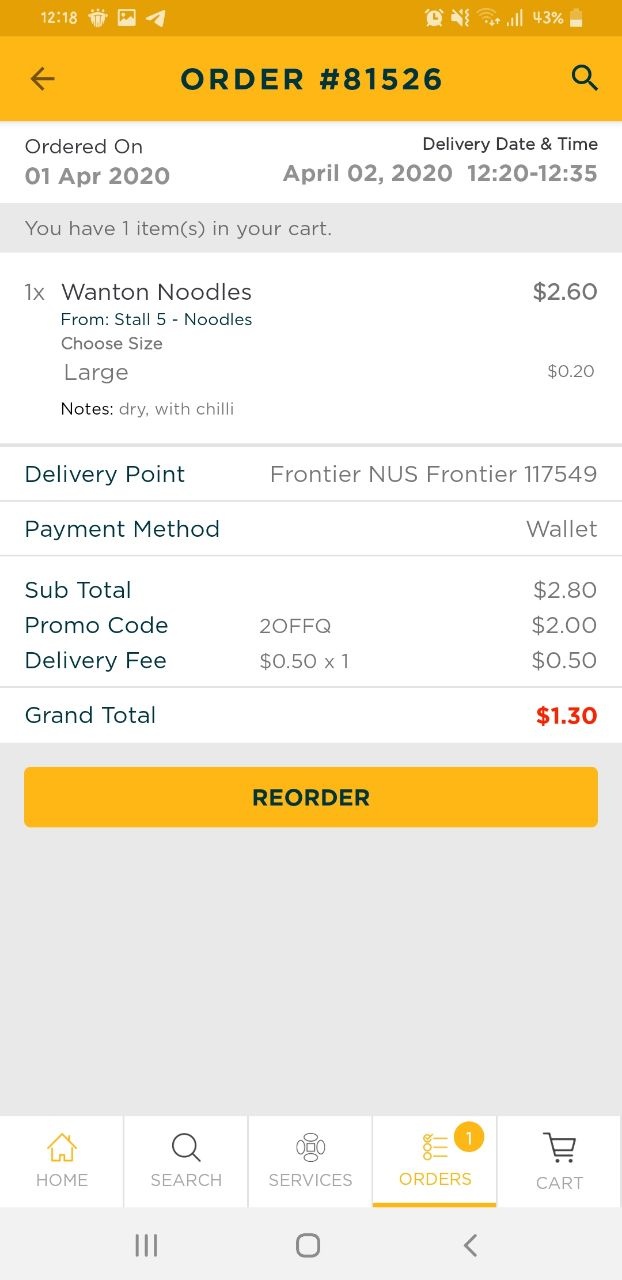 12:18 43%
ORDER #81526
Ordered On Delivery Date & Time
01 Apr 2020 April 02, 2020 12:20-12:35
You have 1 item(s) in your cart.
1x Wanton Noodles $2.60
From: Stall 5 - Noodles
Choose Size
Large $0.20
Notes: dry, with chilli
Delivery Point Frontier NUS Frontier 117549
Payment Method Wallet
Sub Total $2.80
Promo Code 2OFFQ $2.00
Delivery Fee $0.50 x 1 $0.50
Grand Total $1.30
REORDER
1
HOME SEARCH SERVICES ORDERS CART